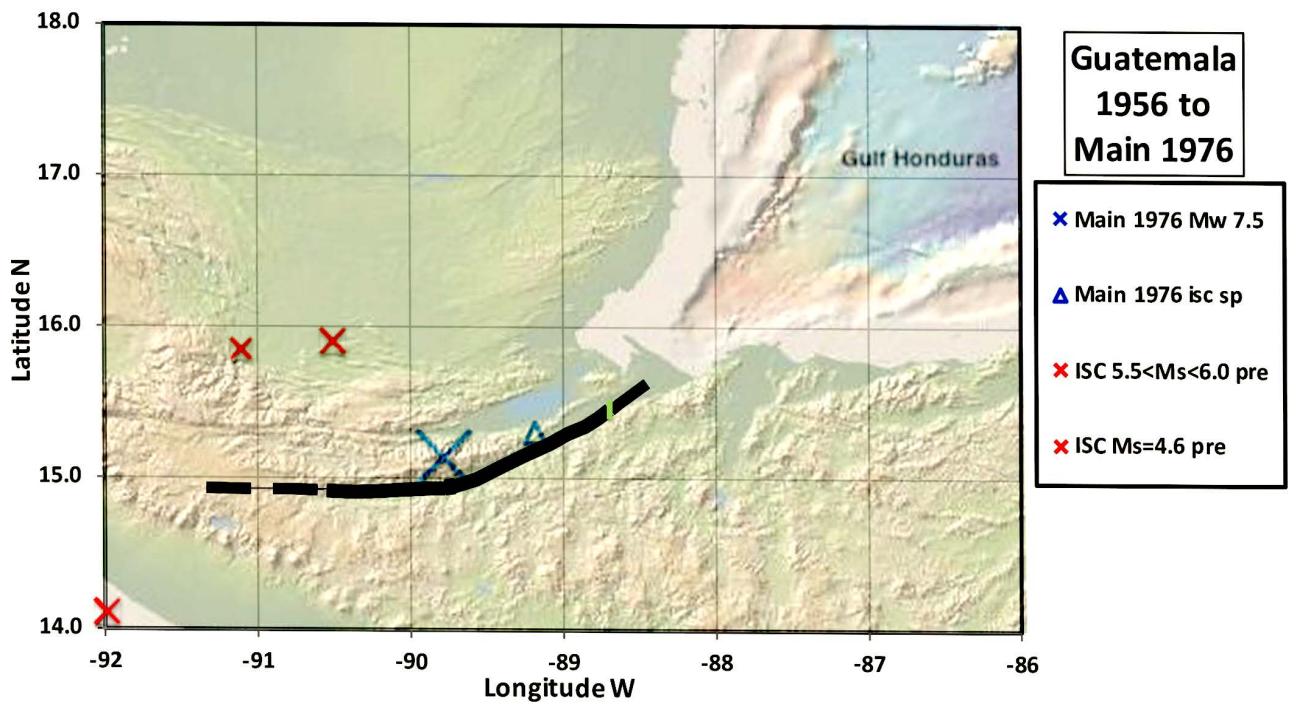 18.0
17.0
16.0
15.0
14.0
Latitude N
-92 -91 -90 -89 -88 -87 -86
Longitude W
Gulf Honduras
Guatemala
1956 to
Main 1976
Main 1976 Mw 7.5
Main 1976 isc sp
ISC 5.5<Ms<6.0 pre
ISC Ms=4.6 pre